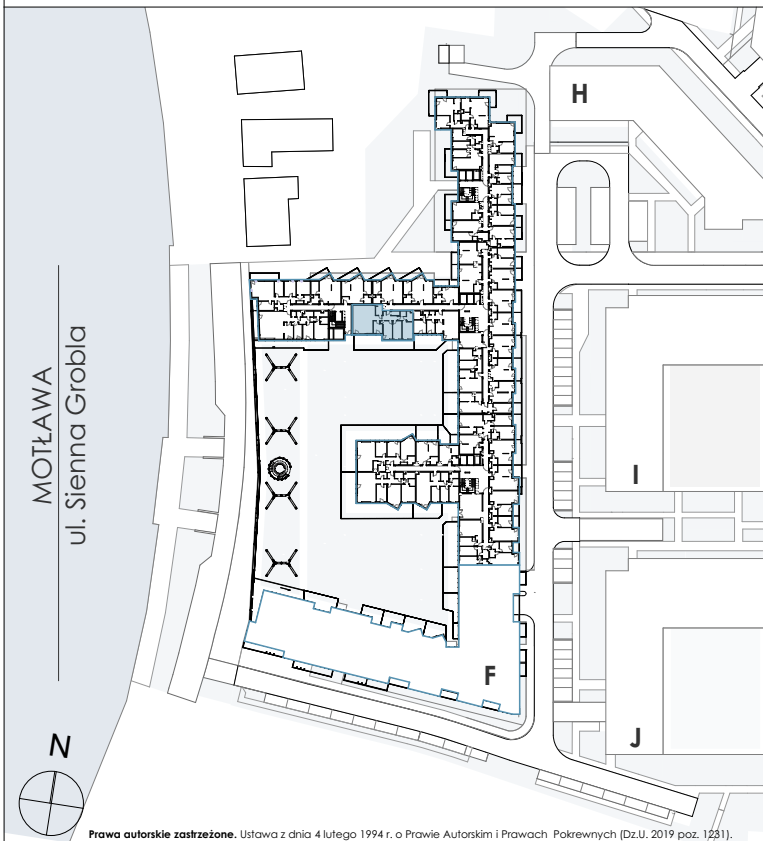 H
MOTŁAWA
ul. Sienna Grobla
I
F
J
N
Prawa autorskie zastrzeżone. Ustawa z dnia 4 lutego 1994 r. o Prawie Autorskim i Prawach Pokrewnych (Dz.U. 2019 poz. 1231).